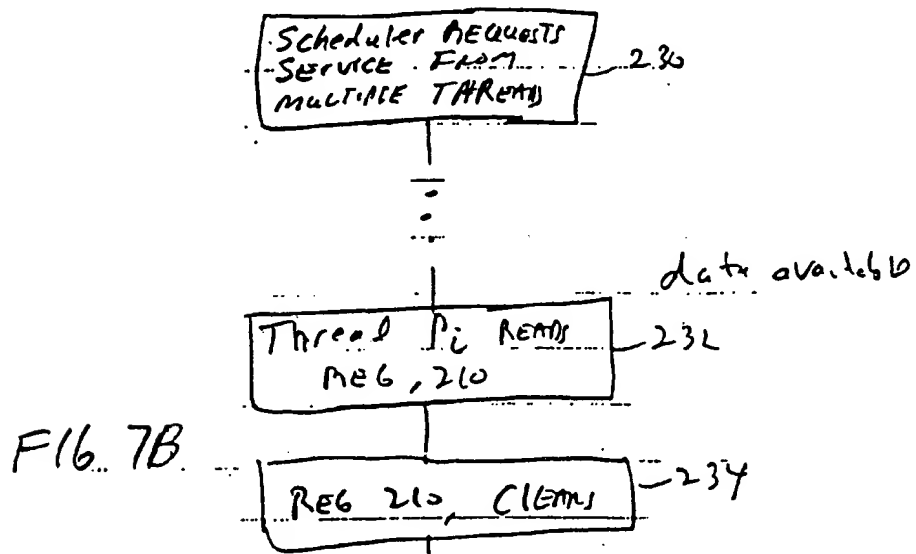 Scheduler REQUESTS
SERVICE FROM
MULTIPLE THREADS
230
data available
Thread Pi READS
REG, 210
232
FIG. 7B
REG 210, CLEARS
234